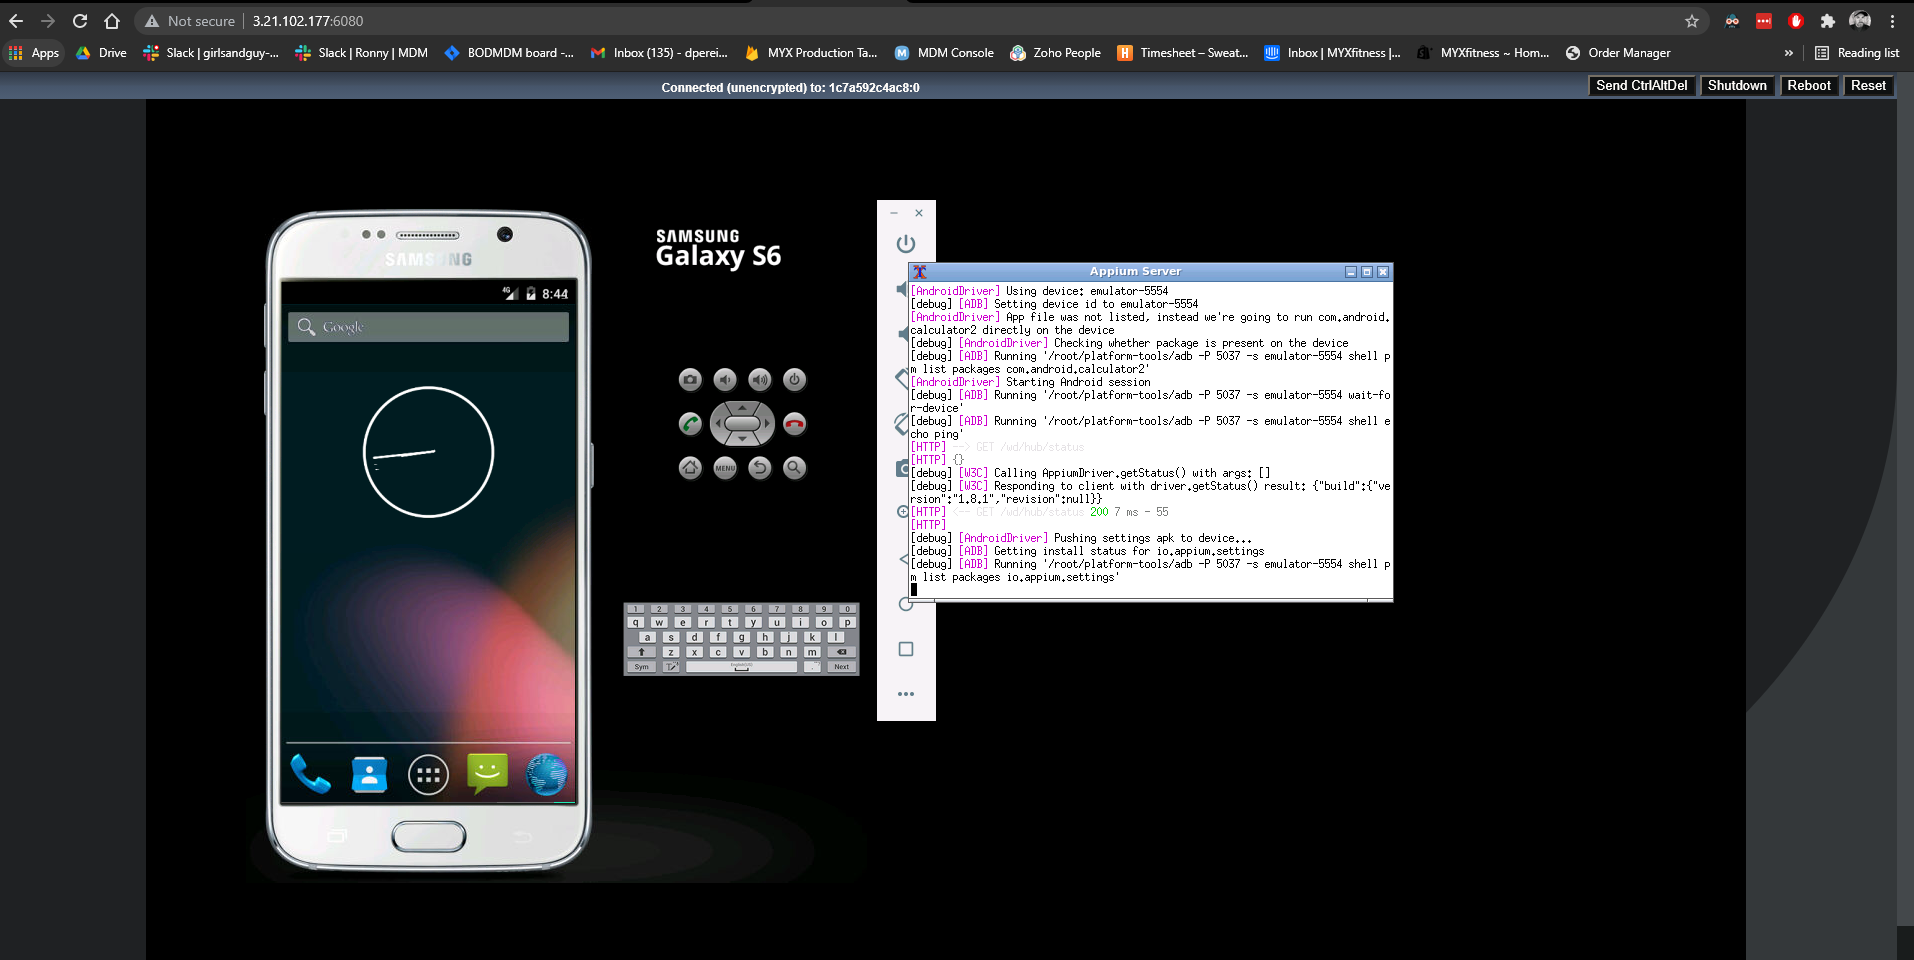 Not secure
3.21.102.177:6080
Apps
Drive
Slack | girlsandguy-...
Slack | Ronny | MDM
BODMDM board -...
Inbox (135) - dperei...
MYX Production Ta...
MDM Console
Zoho People
Timesheet – Sweat...
Inbox | MYXfitness |...
MYXfitness ~ Hom...
Order Manager
»
Reading list
Connected (unencrypted) to: 1c7a592c4ac8:0
Send CtrlAltDel
Shutdown
Reboot
Reset
SAMSUNG
4G
8:44
Google
SAMSUNG
Galaxy S6
MENU
1 2 3 4 5 6 7 8 9 0
q w e r t y u i o p
a s d f g h j k l
z x c v b n m
Sym
English(US)
Next
Appium Server
[AndroidDriver] Using device: emulator-5554
[debug] [ADB] Setting device id to emulator-5554
[AndroidDriver] App file was not listed, instead we're going to run com.android.
calculator2 directly on the device
[debug] [AndroidDriver] Checking whether package is present on the device
[debug] [ADB] Running '/root/platform-tools/adb -P 5037 -s emulator-5554 shell p
m list packages com.android.calculator2'
[AndroidDriver] Starting Android session
[debug] [ADB] Running '/root/platform-tools/adb -P 5037 -s emulator-5554 wait-fo
r-device'
[debug] [ADB] Running '/root/platform-tools/adb -P 5037 -s emulator-5554 shell e
cho ping'
[HTTP] --> GET /wd/hub/status
[HTTP] {}
[debug] [W3C] Calling AppiumDriver.getStatus() with args: []
[debug] [W3C] Responding to client with driver.getStatus() result: {"build":{"ve
rsion":"1.8.1","revision":null}}
[HTTP] <-- GET /wd/hub/status 200 7 ms - 55
[HTTP]
[debug] [AndroidDriver] Pushing settings apk to device...
[debug] [ADB] Getting install status for io.appium.settings
[debug] [ADB] Running '/root/platform-tools/adb -P 5037 -s emulator-5554 shell p
m list packages io.appium.settings'